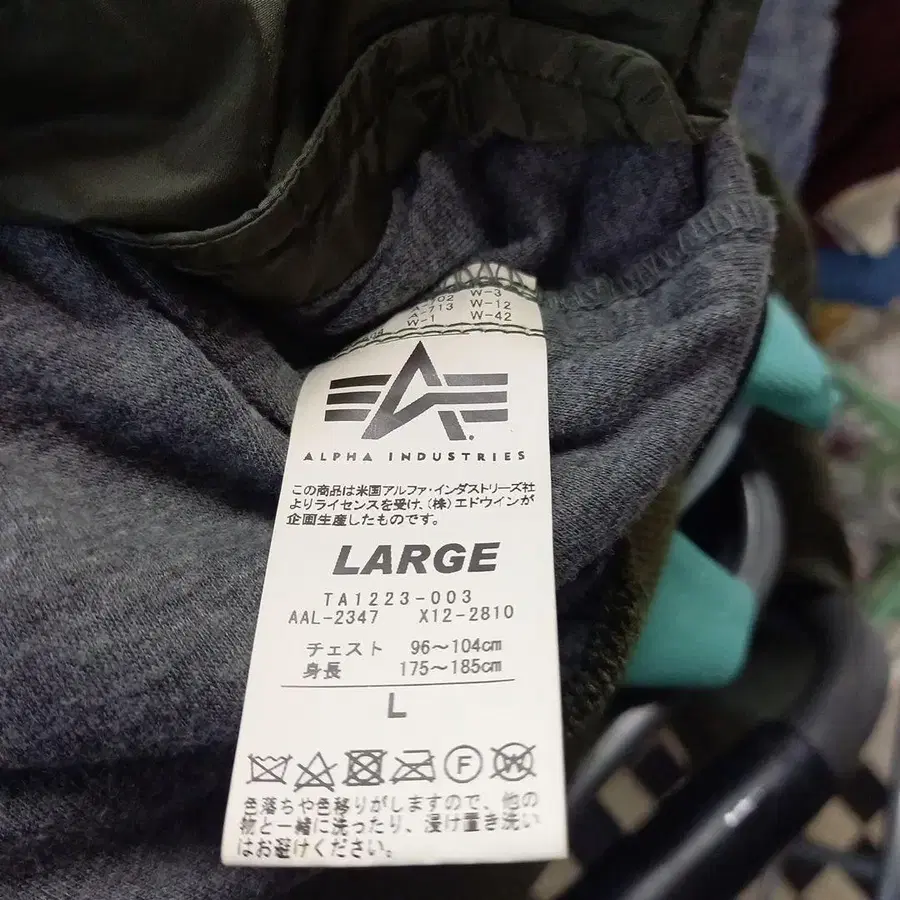 W-3
A-713 W-12
W-1 W-42
ALPHA INDUSTRIES
この商品は米国アルファ・インダストリーズ社
よりライセンスを受け、(株)エドウインが
企画生産したものです。
LARGE
TA1223-003
AAL-2347 X12-2810
チェスト 96～104cm
身長 175～185cm
L
F W
色落ちや色移りがしますので、他の
物と一緒に洗ったり、浸け置き洗い
はお避けください。